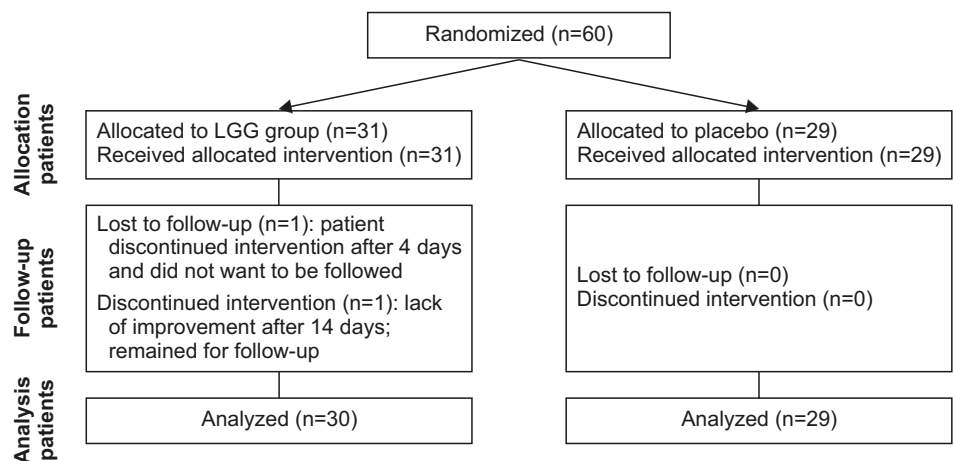 Randomized (n=60)
Allocation
patients
Allocated to LGG group (n=31)
Received allocated intervention (n=31)
Allocated to placebo (n=29)
Received allocated intervention (n=29)
Follow-up
patients
Lost to follow-up (n=1): patient
discontinued intervention after 4 days
and did not want to be followed
Discontinued intervention (n=1): lack
of improvement after 14 days;
remained for follow-up
Lost to follow-up (n=0)
Discontinued intervention (n=0)
Analysis
patients
Analyzed (n=30)
Analyzed (n=29)